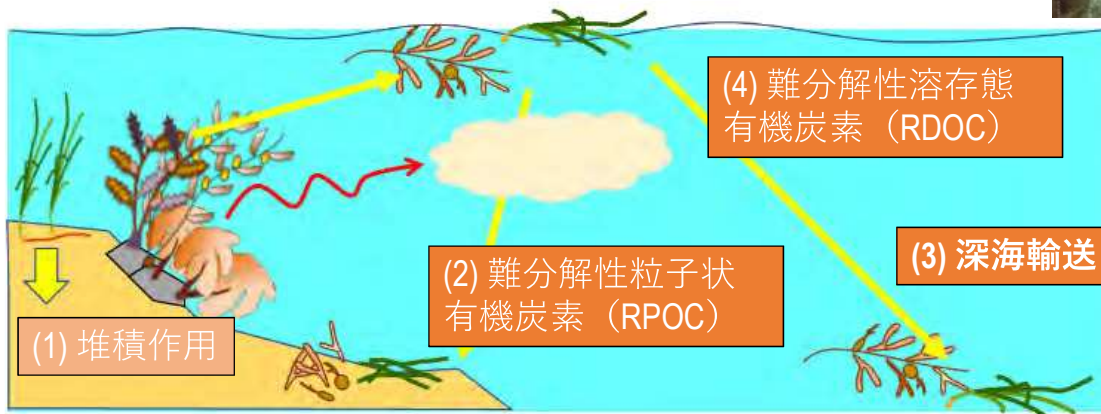 (4) 難分解性溶存態
有機炭素（RDOC）
(3) 深海輸送
(2) 難分解性粒子状
有機炭素（RPOC）
(1) 堆積作用